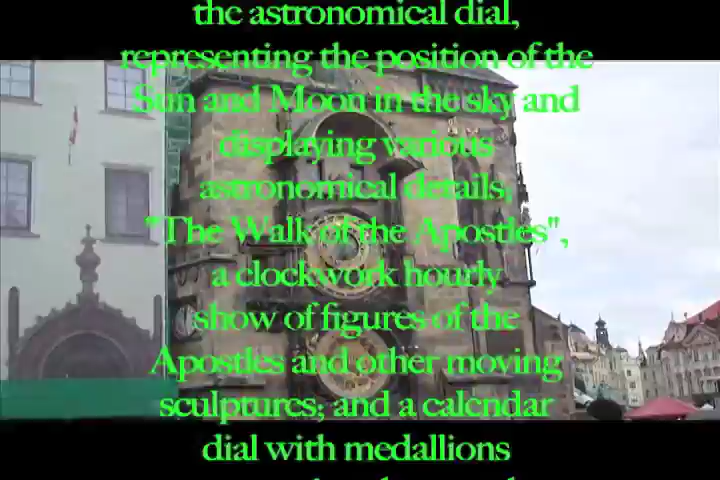 the astronomical dial,
representing the position of the
Sun and Moon in the sky and
displaying various
astronomical details;
"The Walk of the Apostles",
a clockwork hourly
show of figures of the
Apostles and other moving
sculptures; and a calendar
dial with medallions